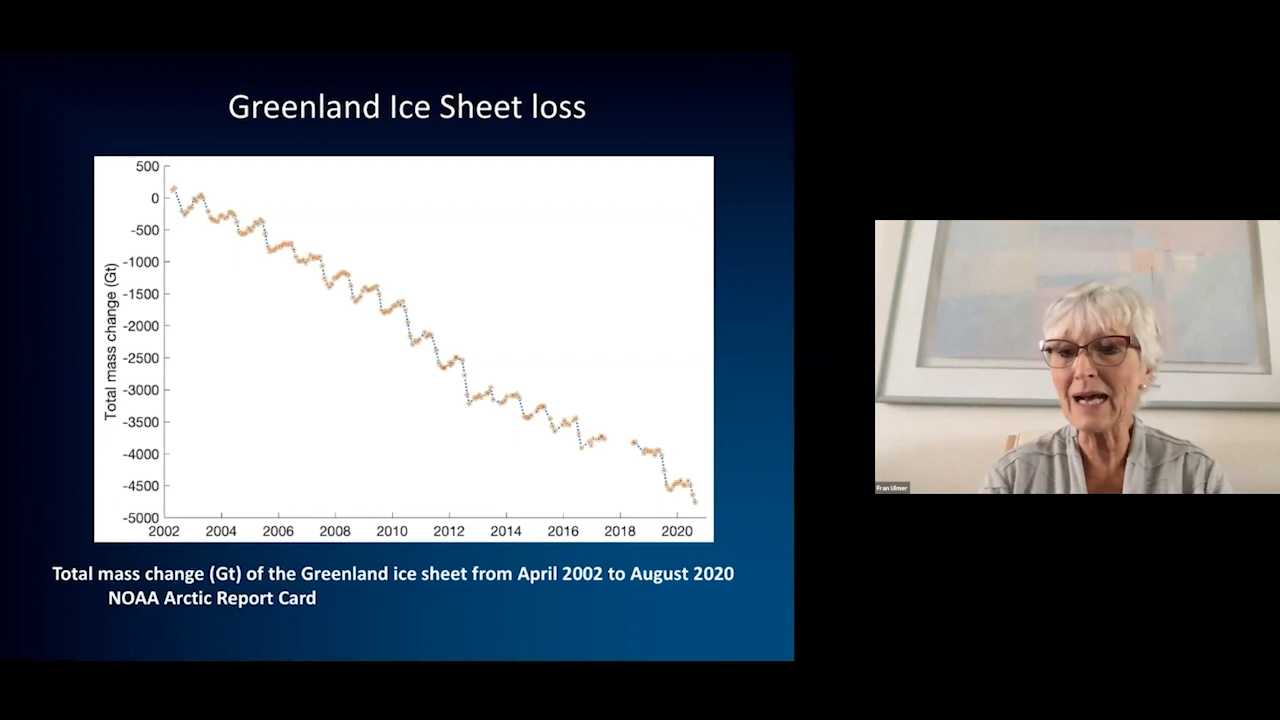 Greenland Ice Sheet loss
500
0
-500
-1000
-1500
-2000
-2500
-3000
-3500
-4000
-4500
-5000
Total mass change (Gt)
2002 2004 2006 2008 2010 2012 2014 2016 2018 2020
Total mass change (Gt) of the Greenland ice sheet from April 2002 to August 2020
NOAA Arctic Report Card
Fran Ulmer